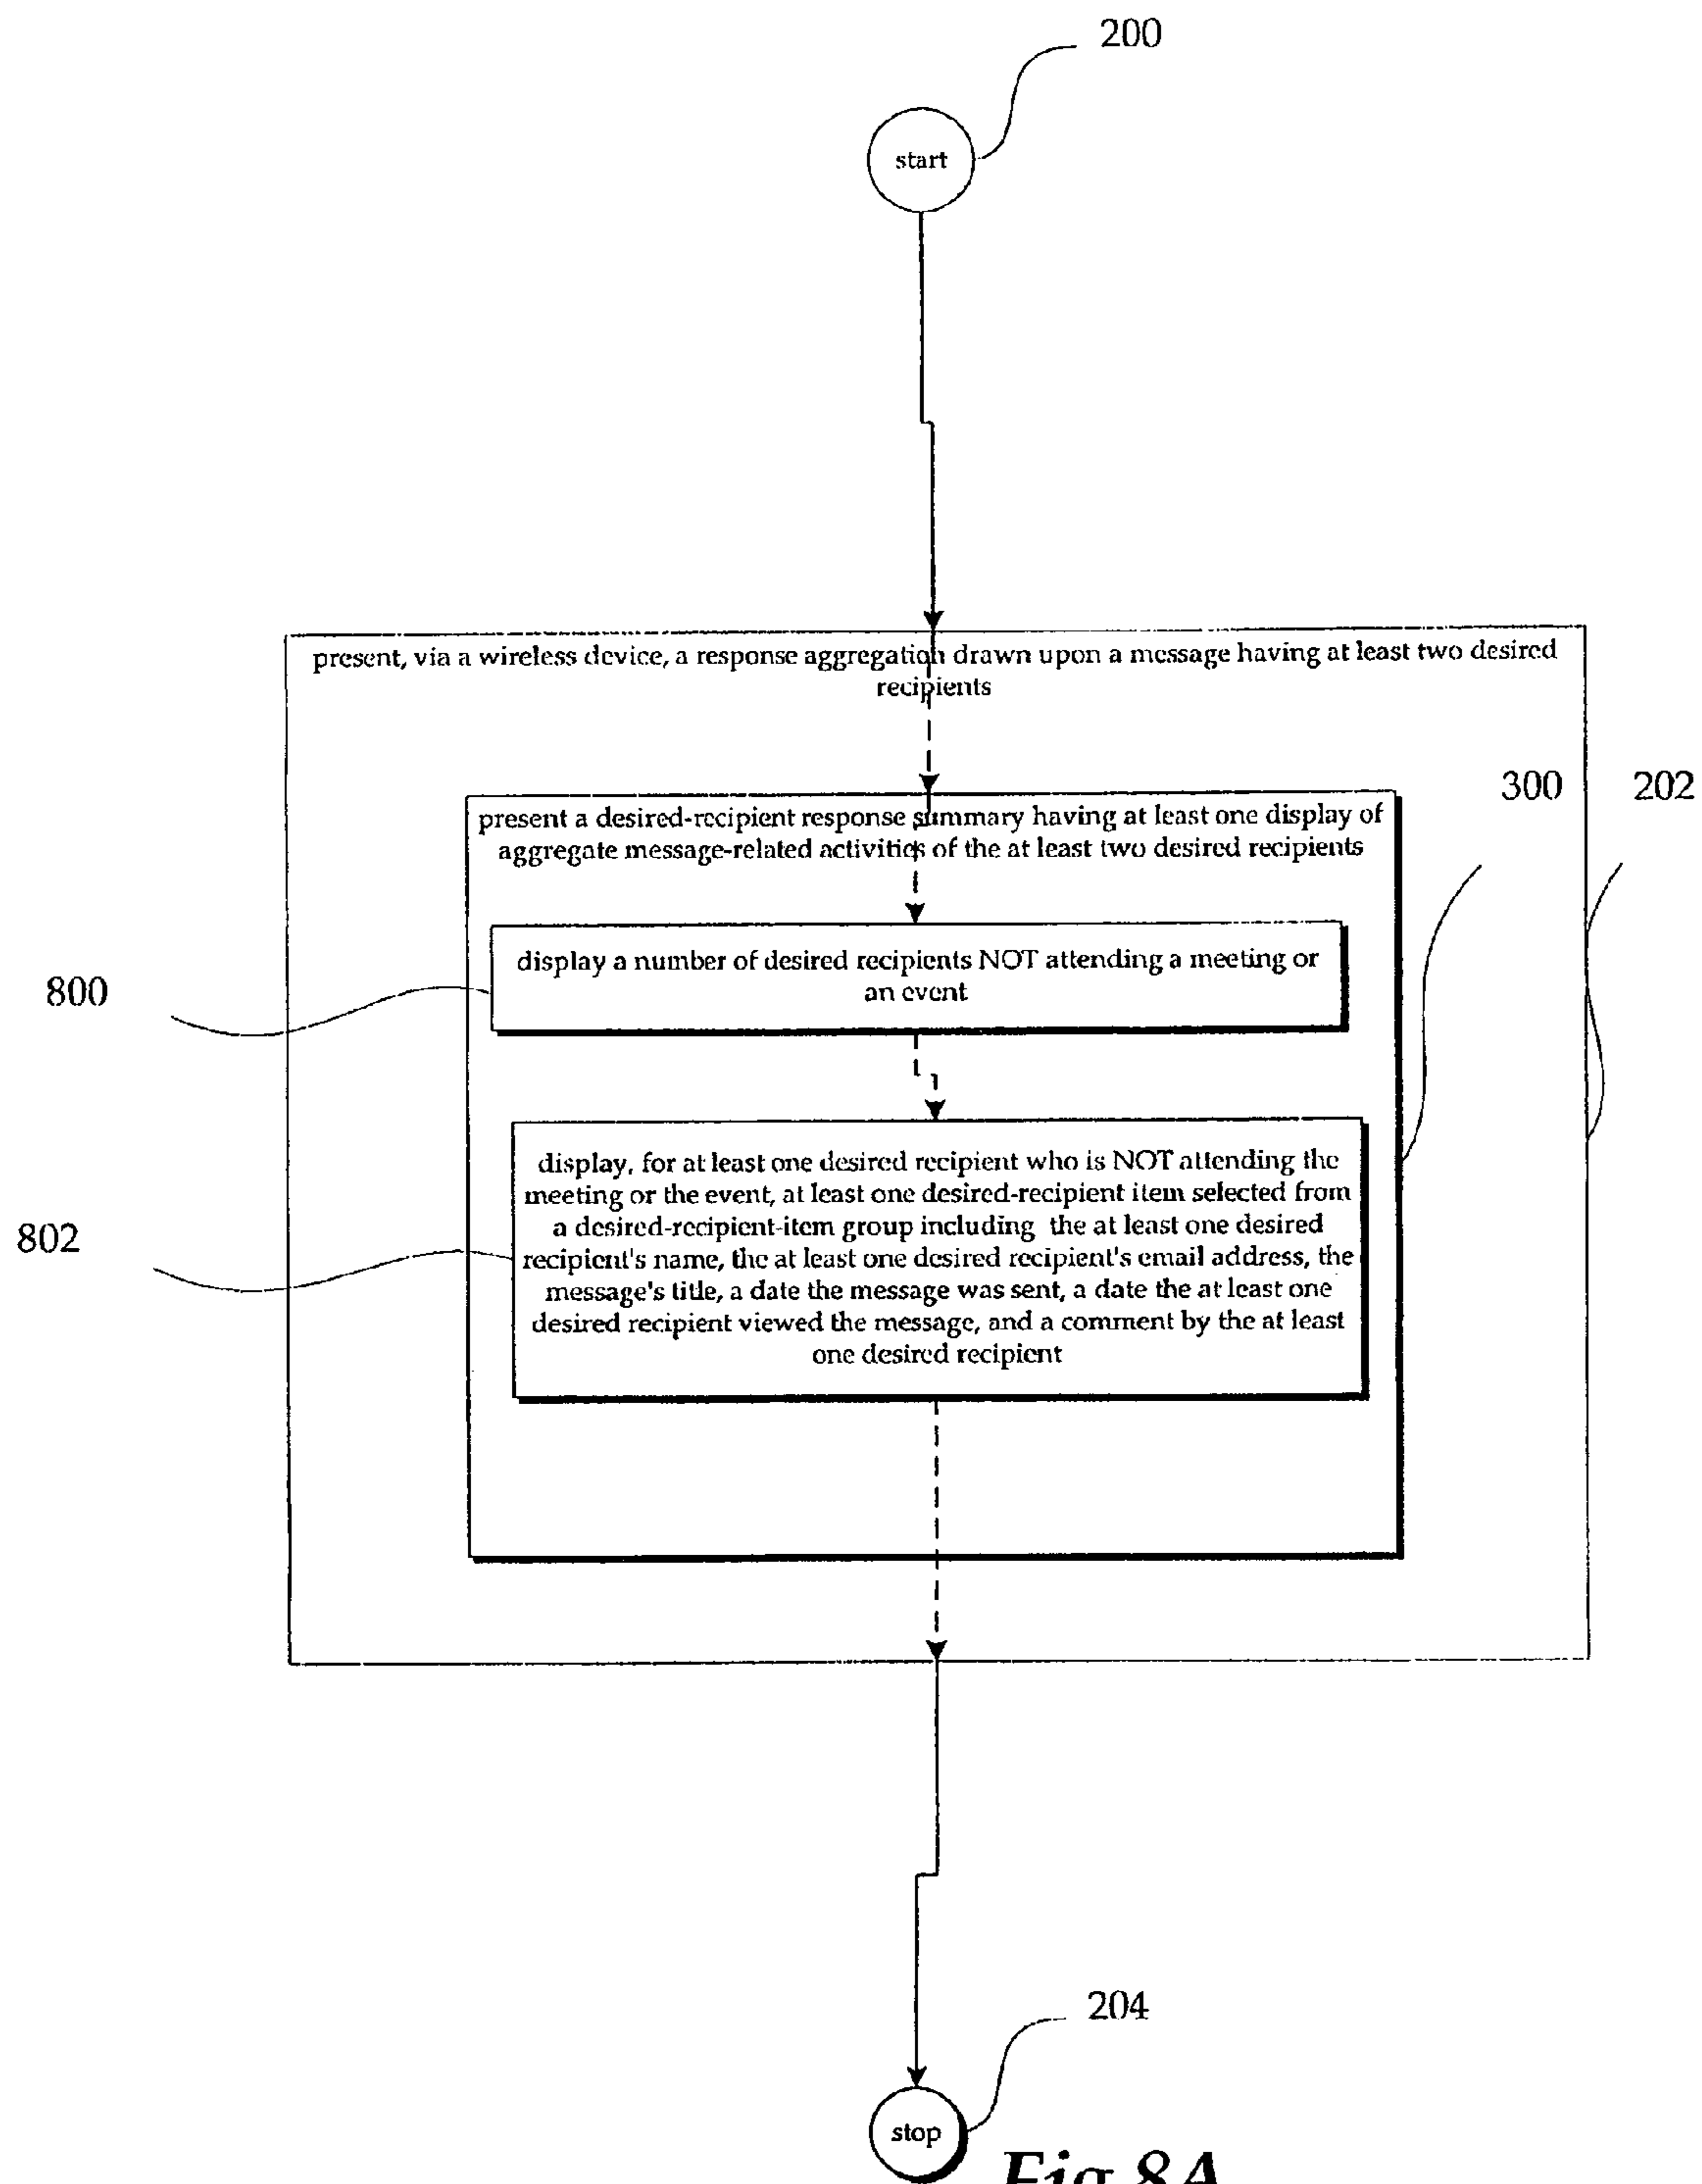 200
start
present, via a wireless device, a response aggregation drawn upon a message having at least two desired
recipients
300
202
present a desired-recipient response summary having at least one display of
aggregate message-related activities of the at least two desired recipients
800
display a number of desired recipients NOT attending a meeting or
an event
802
display, for at least one desired recipient who is NOT attending the
meeting or the event, at least one desired-recipient item selected from
a desired-recipient-item group including the at least one desired
recipient's name, the at least one desired recipient's email address, the
message's title, a date the message was sent, a date the at least one
desired recipient viewed the message, and a comment by the at least
one desired recipient
204
stop
Fig 8A